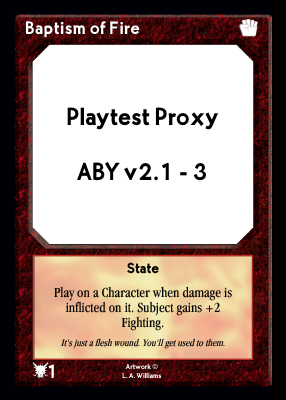 Baptism of Fire
Playtest Proxy
ABY v2.1 - 3
State
Play on a Character when damage is
inflicted on it. Subject gains +2
Fighting.
It's just a flesh wound. You'll get used to them.
1
Artwork ©
L. A. Williams